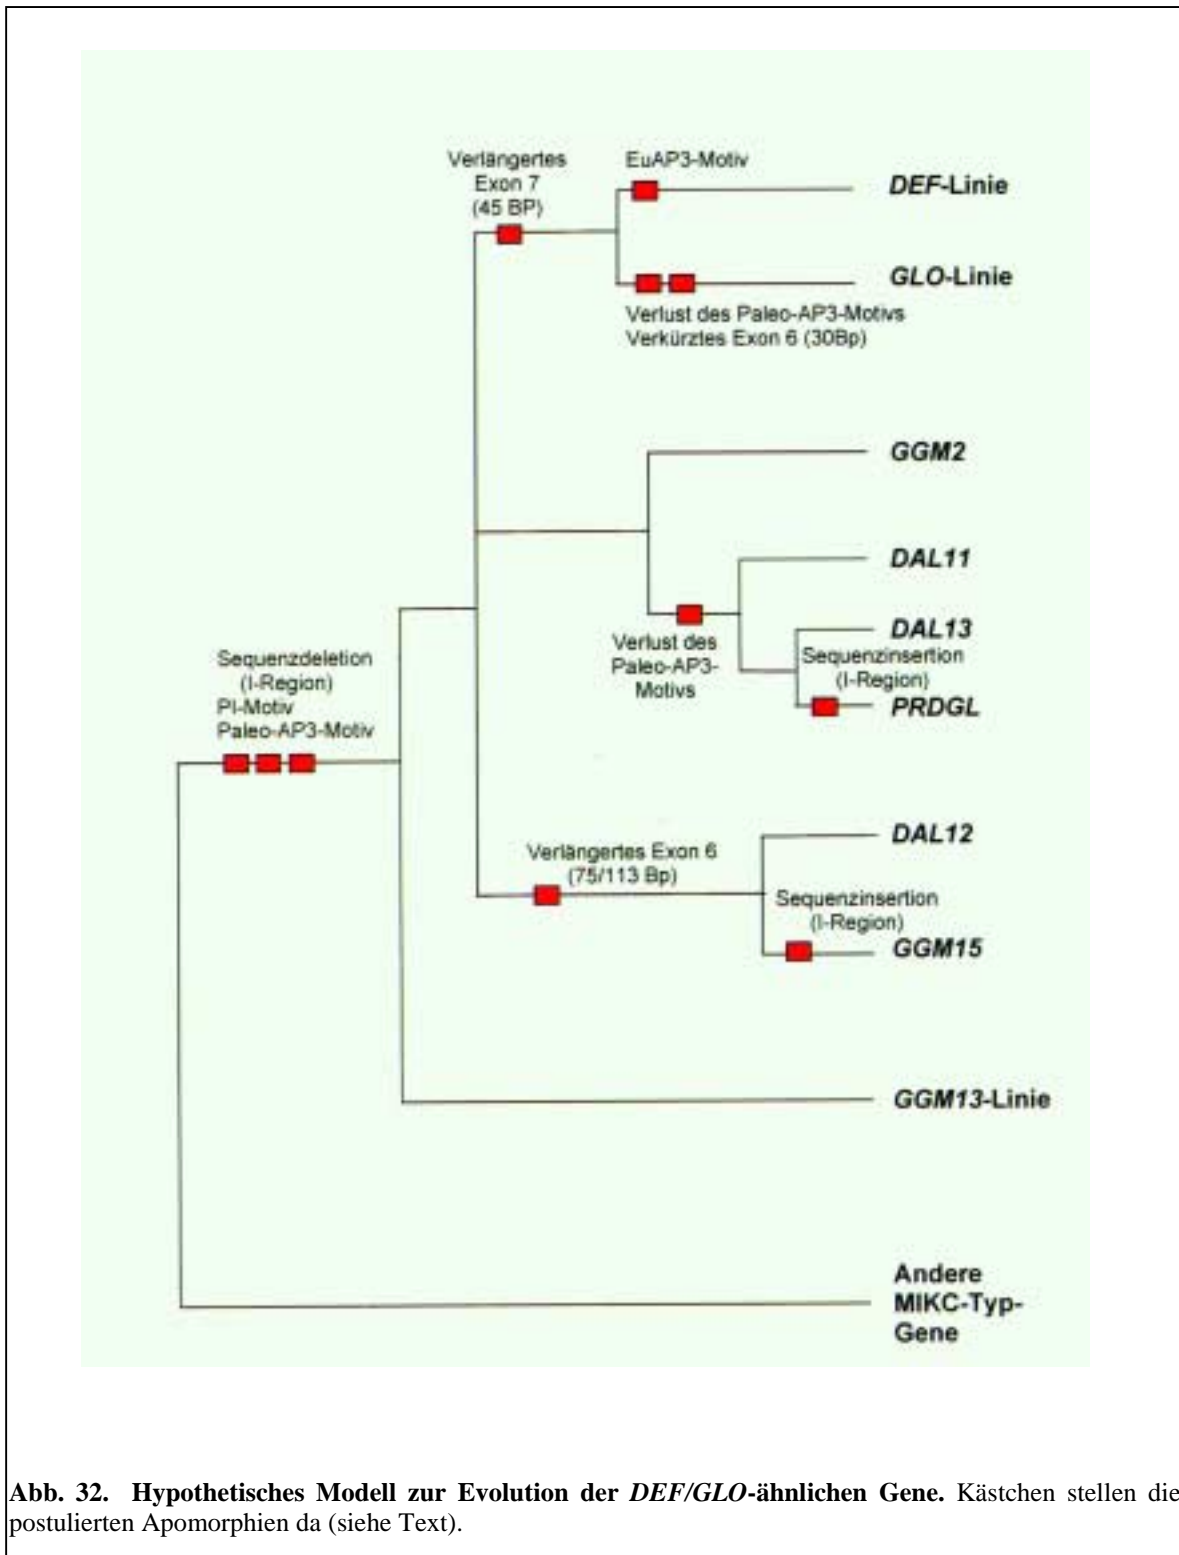 Verlängertes
Exon 7
(45 BP)
EuAP3-Motiv
DEF-Linie
GLO-Linie
Verlust des Paleo-AP3-Motivs
Verkürztes Exon 6 (30Bp)
GGM2
DAL11
DAL13
Verlust des
Paleo-AP3-
Motivs
Sequenzinsertion
(I-Region)
PRDGL
Sequenzdeletion
(I-Region)
PI-Motiv
Paleo-AP3-Motiv
DAL12
Verlängertes Exon 6
(75/113 Bp)
Sequenzinsertion
(I-Region)
GGM15
GGM13-Linie
Andere
MIKC-Typ-
Gene
Abb. 32. Hypothetisches Modell zur Evolution der DEF/GLO-ähnlichen Gene. Kästchen stellen die
postulierten Apomorphien da (siehe Text).